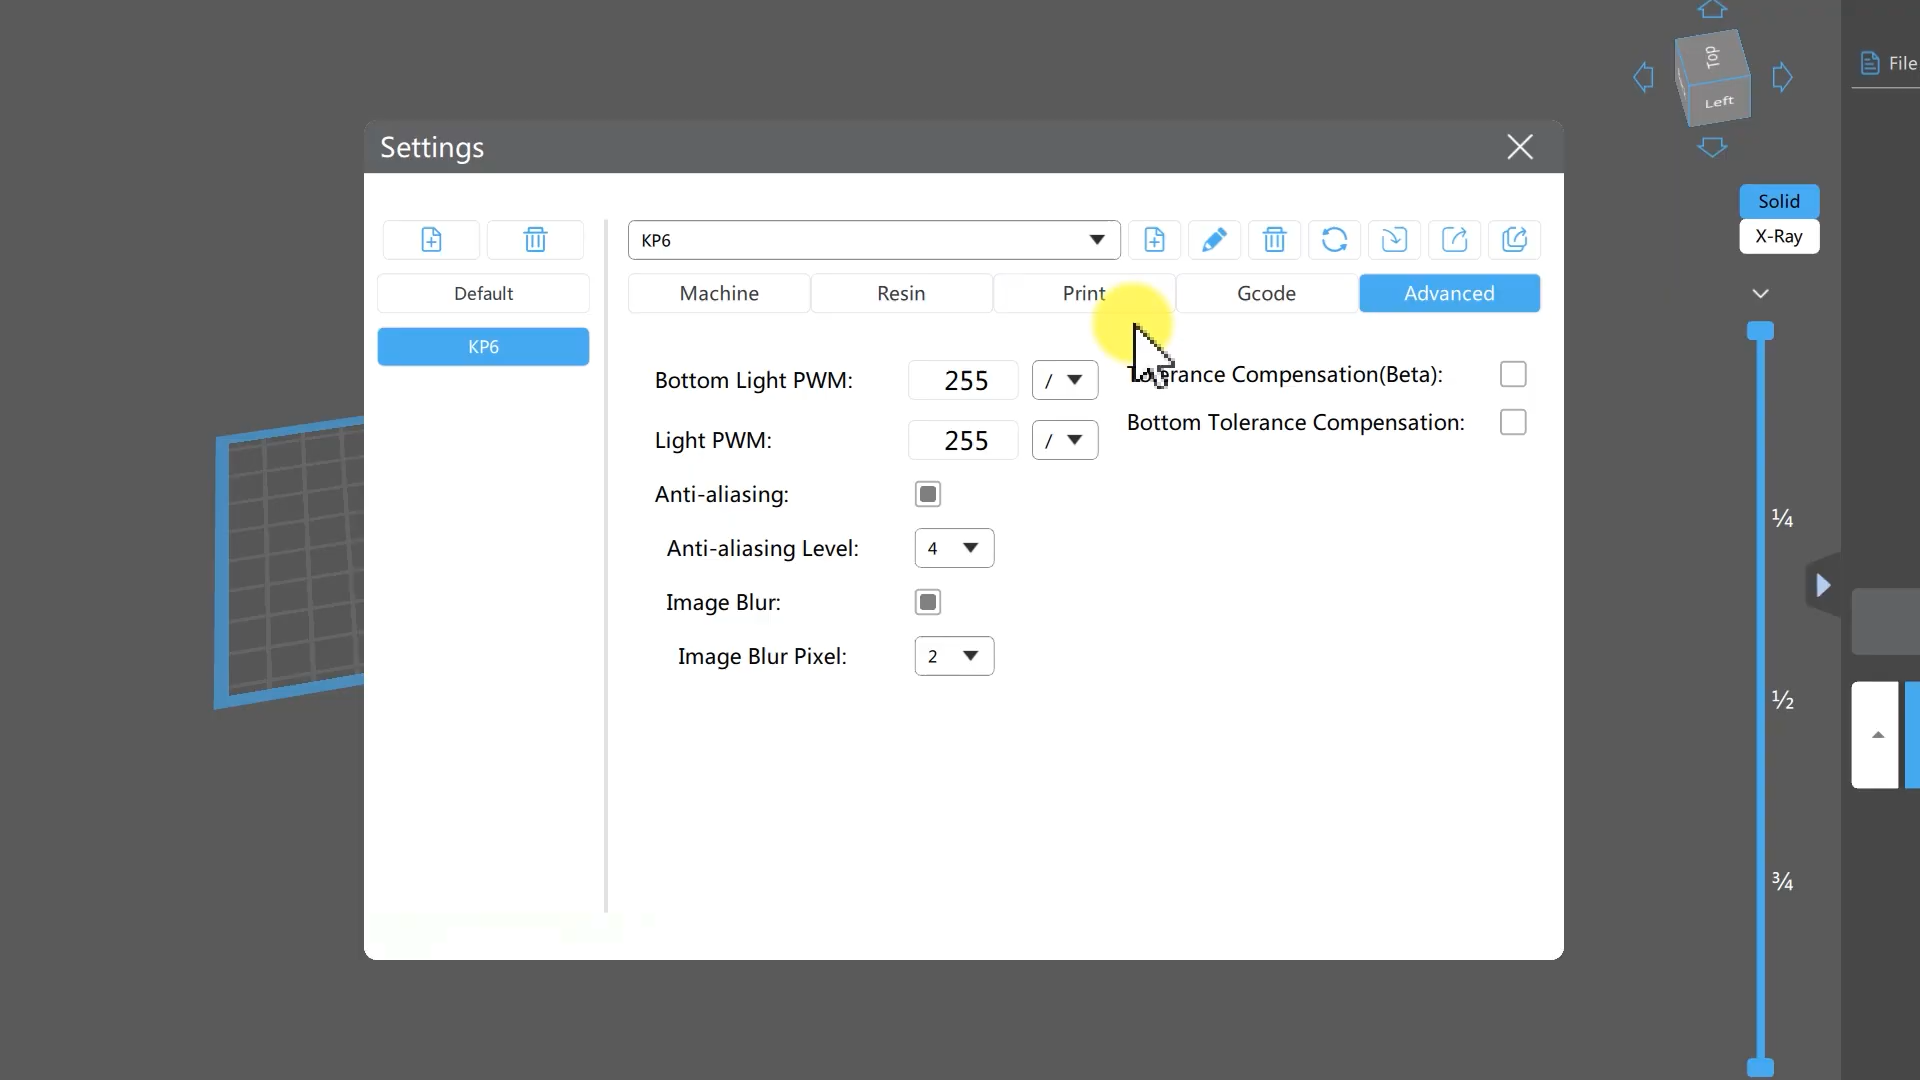 Top
Left
File
Settings
Solid
X-Ray
KP6
Default
Machine
Resin
Print
Gcode
Advanced
KP6
Bottom Light PWM:
255
/
Tolerance Compensation(Beta):
Light PWM:
255
/
Bottom Tolerance Compensation:
Anti-aliasing:
Anti-aliasing Level:
4
Image Blur:
Image Blur Pixel:
2
¼
½
¾